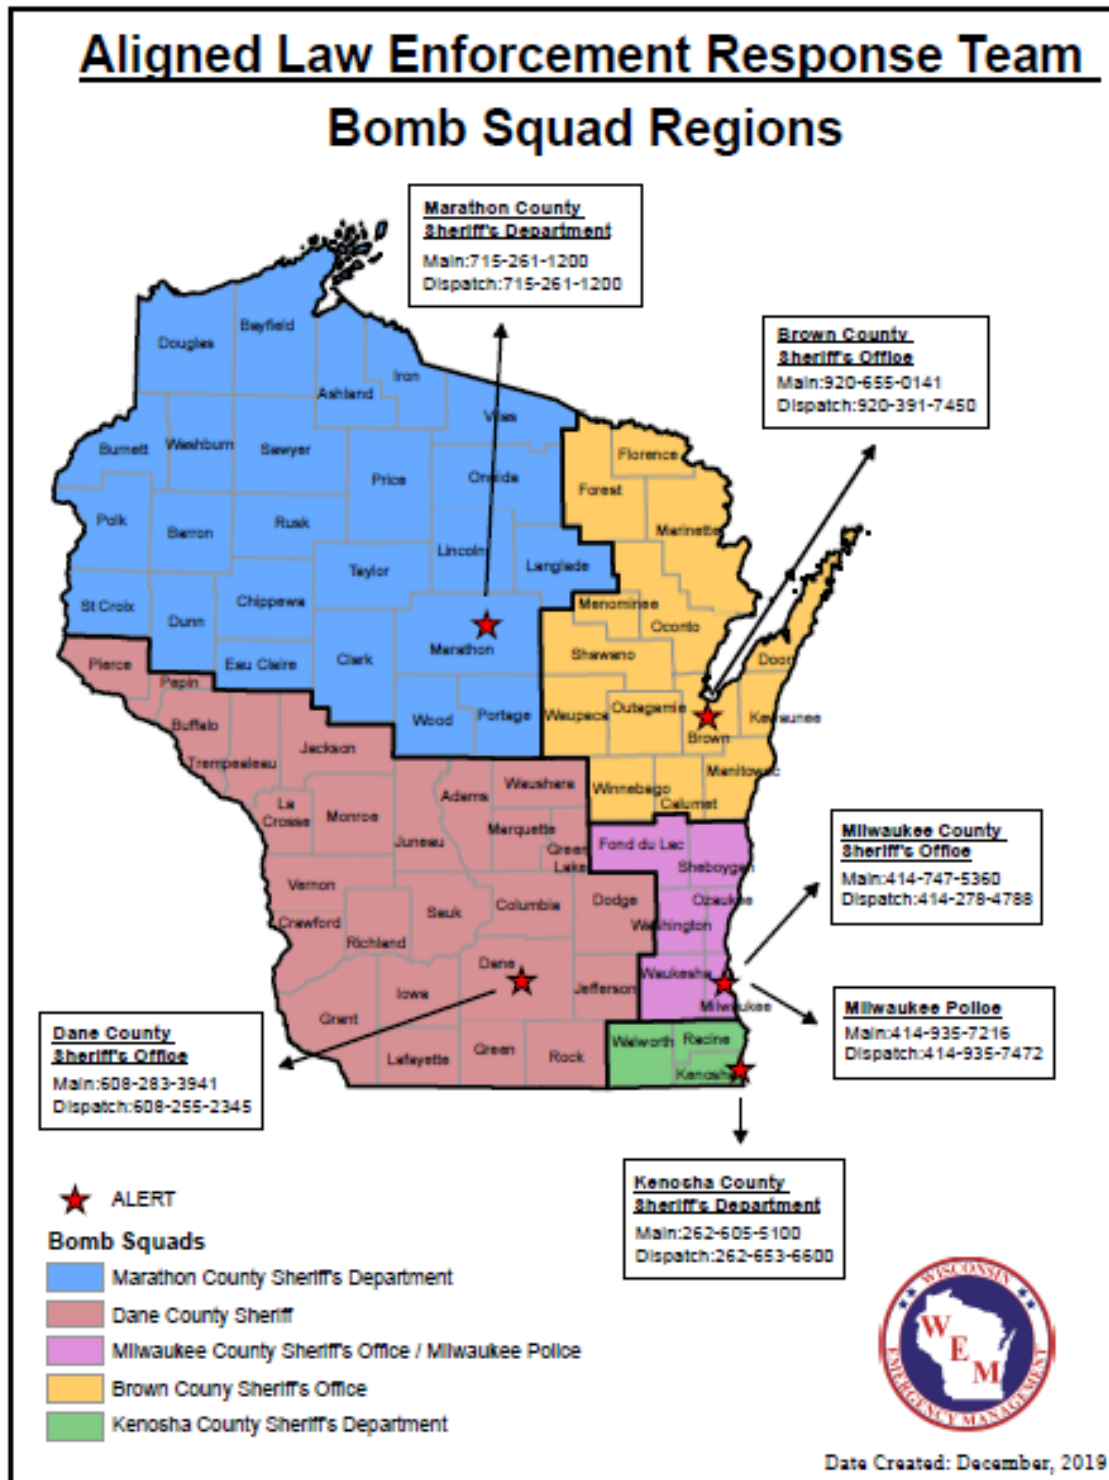 Aligned Law Enforcement Response Team
Bomb Squad Regions
Marathon County
Sheriff's Department
Main:715-261-1200
Dispatch:715-261-1200
Brown County
Sheriff's Office
Main:920-655-0141
Dispatch:920-391-7450
Douglas
Bayfield
Ashland
Iron
Vilas
Burnett
Washburn
Sawyer
Price
Oneida
Florence
Forest
Marinette
Polk
Barron
Rusk
Lincoln
Langlade
Taylor
St Croix
Dunn
Chippewa
Menominee
Oconto
Eau Claire
Clark
Marathon
Shawano
Door
Pierce
Pepin
Wood
Portage
Waupaca
Outagamie
Brown
Kewaunee
Buffalo
Trempealeau
Jackson
Adams
Waushara
Winnebago
Calumet
Manitowoc
La
Crosse
Monroe
Juneau
Marquette
Green
Lake
Fond du Lac
Sheboygan
Milwaukee County
Sheriff's Office
Main:414-747-5360
Dispatch:414-278-4788
Vernon
Crawford
Richland
Sauk
Columbia
Dodge
Washington
Ozaukee
Dane
Iowa
Grant
Jefferson
Waukesha
Milwaukee
Milwaukee Police
Main:414-935-7216
Dispatch:414-935-7472
Dane County
Sheriff's Office
Main:608-283-3941
Dispatch:608-255-2345
Lafayette
Green
Rock
Walworth
Racine
Kenosha
Kenosha County
Sheriff's Department
Main:262-605-5100
Dispatch:262-653-6600
ALERT
Bomb Squads
Marathon County Sheriff's Department
Dane County Sheriff
Milwaukee County Sheriff's Office / Milwaukee Police
Brown Couny Sheriff's Office
Kenosha County Sheriff's Department
WISCONSIN
WEM
EMERGENCY MANAGEMENT
Date Created: December, 2019